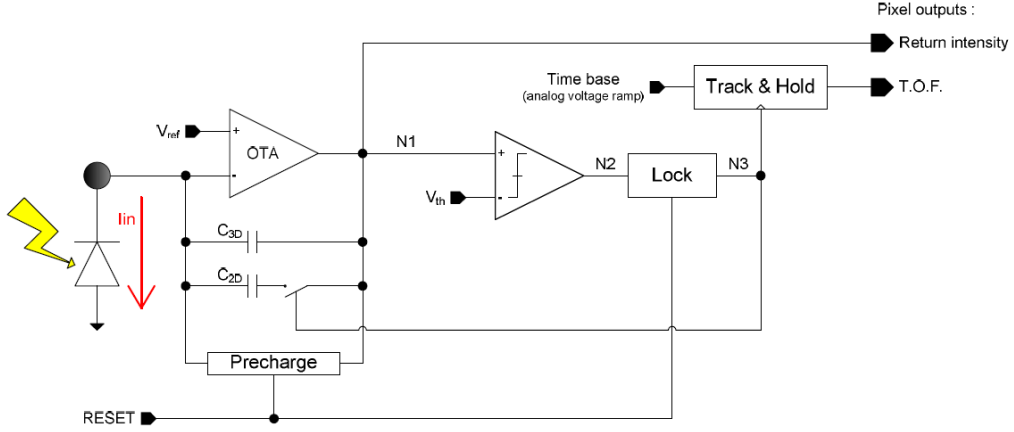 Pixel outputs :
Return intensity
Time base
(analog voltage ramp)
Track & Hold
T.O.F.
Vref
+
OTA
-
N1
+
N2
Lock
N3
Vth
-
Iin
C3D
C2D
Precharge
RESET